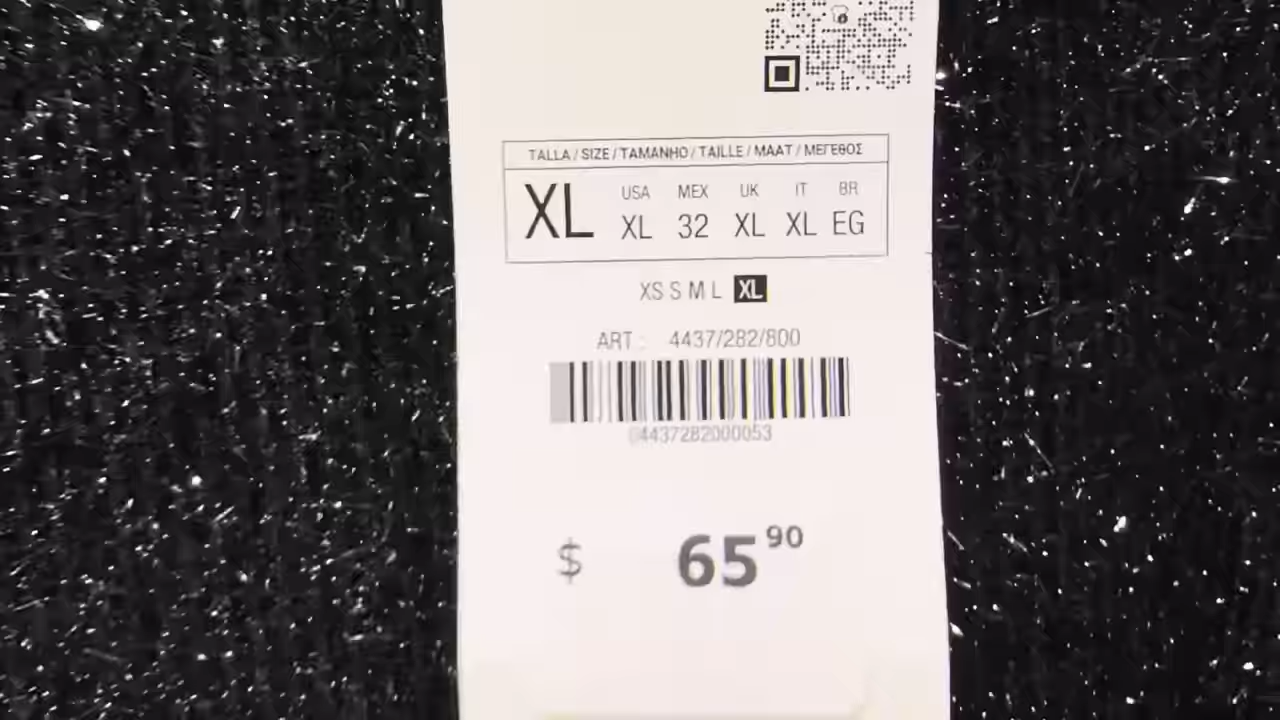 TALLA / SIZE / TAMANHO / TAILLE / MAAT / ΜΕΓΕΘΟΣ
XL
USA MEX UK IT BR
XL 32 XL XL EG
XS S M L XL
ART : 4437/282/800
04437282000053
$ 65 90